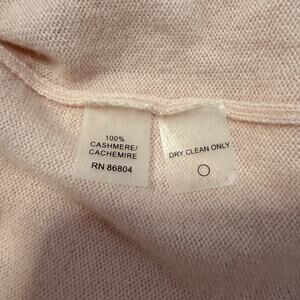 100%
CASHMERE/
CACHEMIRE
RN 86804
DRY CLEAN ONLY